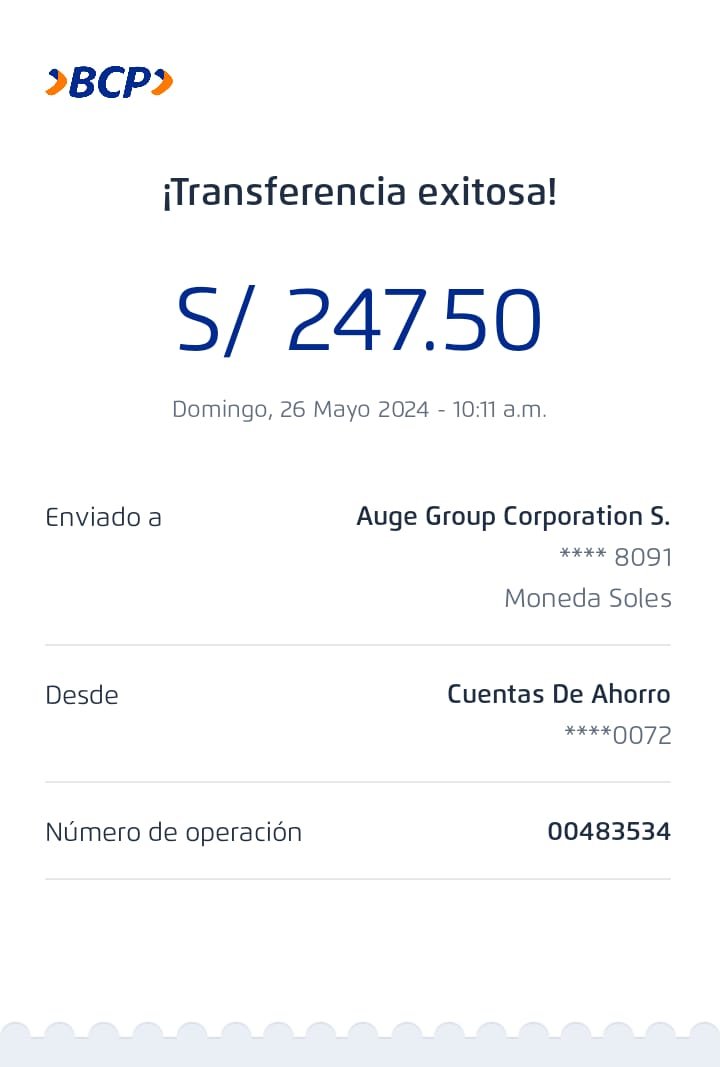 BCP
¡Transferencia exitosa!
S/ 247.50
Domingo, 26 Mayo 2024 - 10:11 a.m.
Enviado a
Auge Group Corporation S.
**** 8091
Moneda Soles
Desde
Cuentas De Ahorro
****0072
Número de operación
00483534